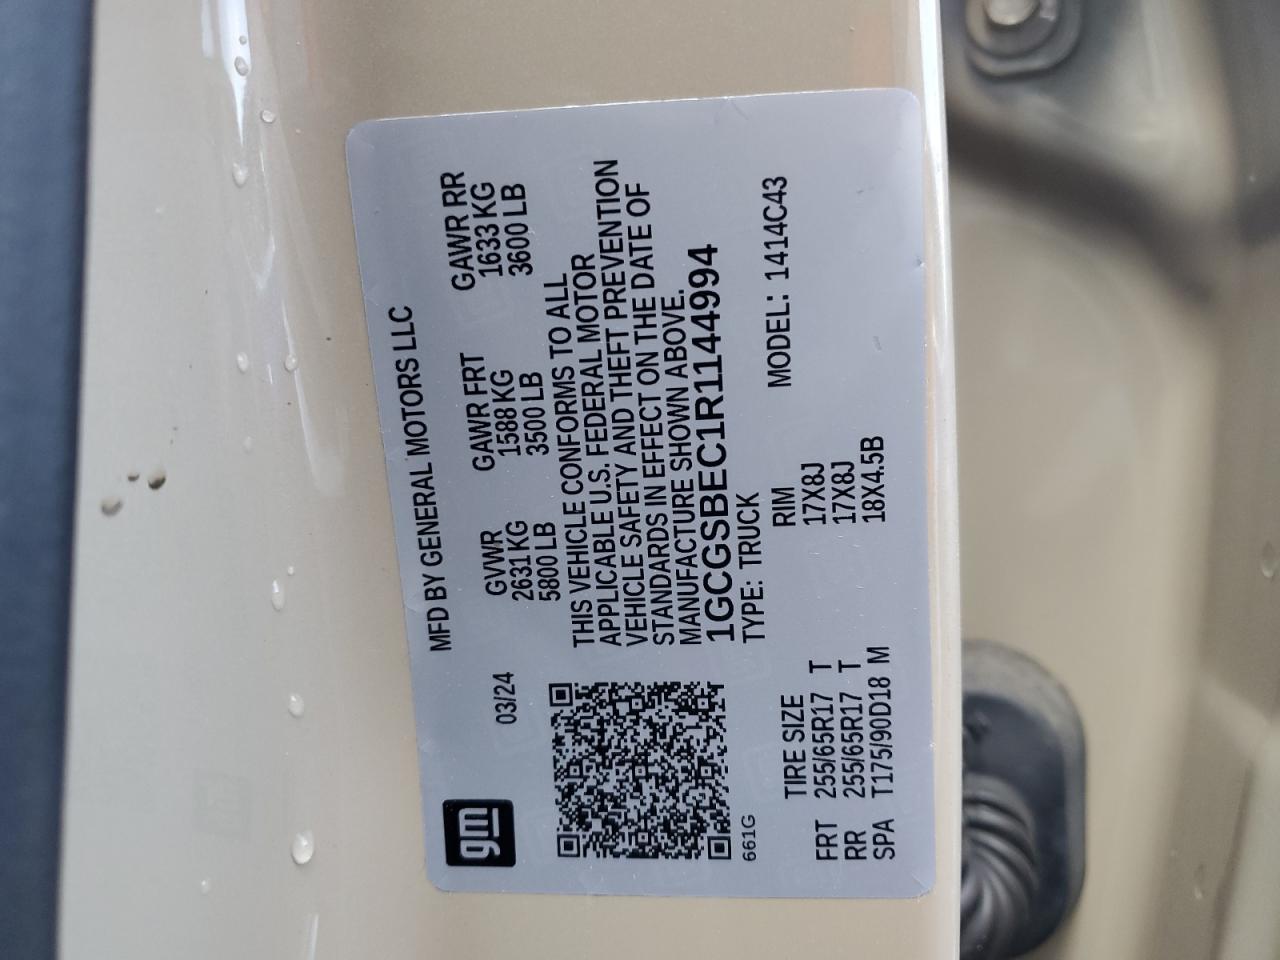 MFD BY GENERAL MOTORS LLC
gm
03/24
GVWR GAWR FRT GAWR RR
2631 KG 1588 KG 1633 KG
5800 LB 3500 LB 3600 LB
THIS VEHICLE CONFORMS TO ALL
APPLICABLE U.S. FEDERAL MOTOR
VEHICLE SAFETY AND THEFT PREVENTION
STANDARDS IN EFFECT ON THE DATE OF
MANUFACTURE SHOWN ABOVE.
1GCGSBEC1R1144994
661G
TYPE: TRUCK MODEL: 1414C43
TIRE SIZE RIM
FRT 255/65R17 T 17X8J
RR 255/65R17 T 17X8J
SPA T175/90D18 M 18X4.5B